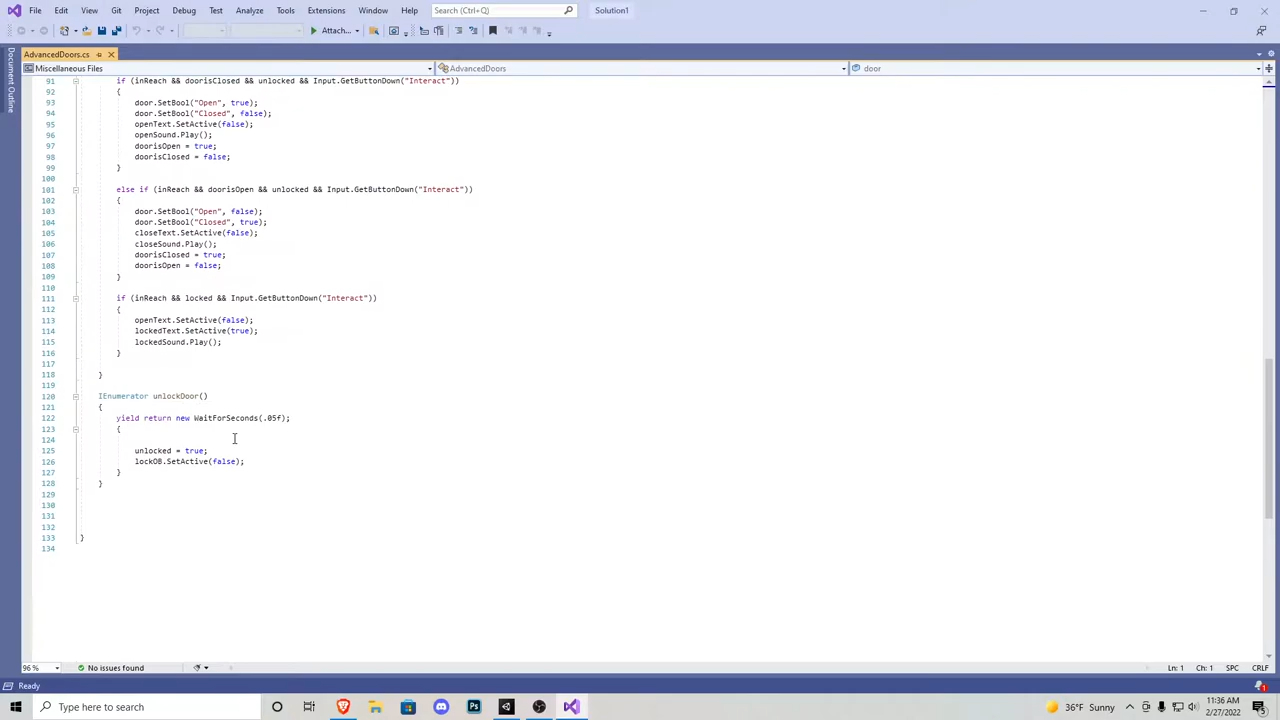 File Edit View Git Project Debug Test Analyze Tools Extensions Window Help Search (Ctrl+Q) Solution1
Attach...
AdvancedDoors.cs
Miscellaneous Files AdvancedDoors door
Document Outline
91 if (inReach && doorisClosed && unlocked && Input.GetButtonDown("Interact"))
92 {
93 door.SetBool("Open", true);
94 door.SetBool("Closed", false);
95 openText.SetActive(false);
96 openSound.Play();
97 doorisOpen = true;
98 doorisClosed = false;
99 }
100
101 else if (inReach && doorisOpen && unlocked && Input.GetButtonDown("Interact"))
102 {
103 door.SetBool("Open", false);
104 door.SetBool("Closed", true);
105 closeText.SetActive(false);
106 closeSound.Play();
107 doorisClosed = true;
108 doorisOpen = false;
109 }
110
111 if (inReach && locked && Input.GetButtonDown("Interact"))
112 {
113 openText.SetActive(false);
114 lockedText.SetActive(true);
115 lockedSound.Play();
116 }
117
118 }
119
120 IEnumerator unlockDoor()
121 {
122 yield return new WaitForSeconds(.05f);
123 {
124
125 unlocked = true;
126 lockOB.SetActive(false);
127 }
128 }
129
130
131
132
133 }
134
96 % No issues found Ln: 1 Ch: 1 SPC CRLF
Ready 1
Type here to search Ps 36°F Sunny 11:36 AM
2/27/2022 5